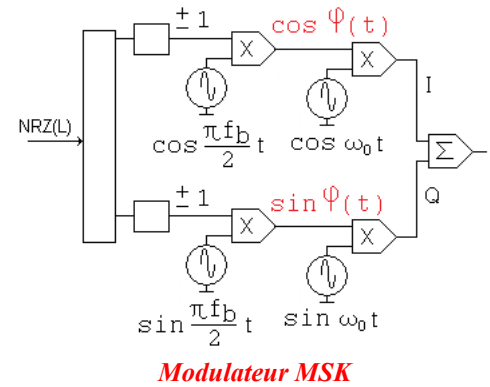 ± 1
cos φ(t)
X
X
I
cos πf_b/2 t
cos ω₀t
NRZ(L)
Σ
± 1
sin φ(t)
Q
X
X
sin πf_b/2 t
sin ω₀t
Modulateur MSK